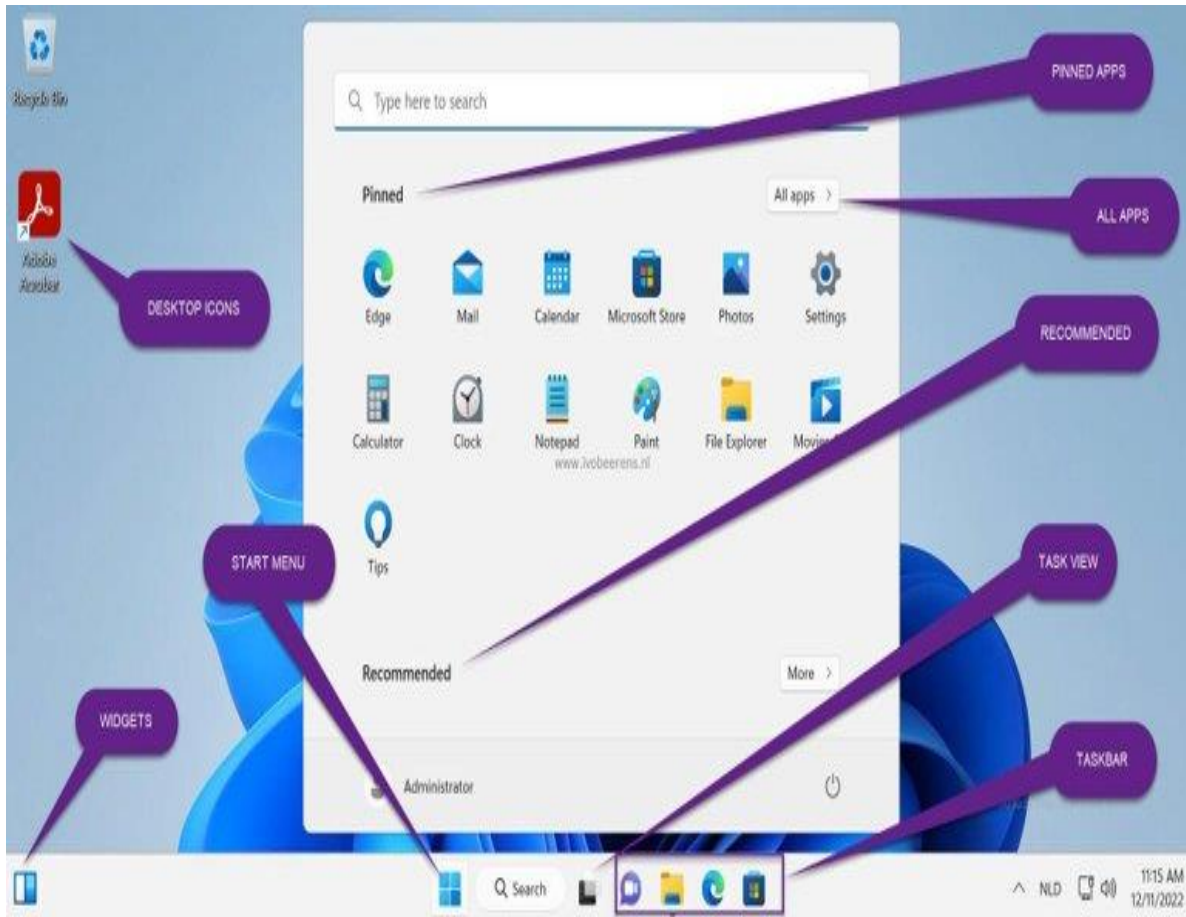 Recycle Bin
Adobe
Acrobat
DESKTOP ICONS
Type here to search
PINNED APPS
Pinned
All apps >
ALL APPS
Edge
Mail
Calendar
Microsoft Store
Photos
Settings
RECOMMENDED
Calculator
Clock
Notepad
Paint
File Explorer
www.ivobeerens.nl
Tips
START MENU
TASK VIEW
Recommended
More >
WIDGETS
TASKBAR
Administrator
Search
NLD
11:15 AM
12/11/2022